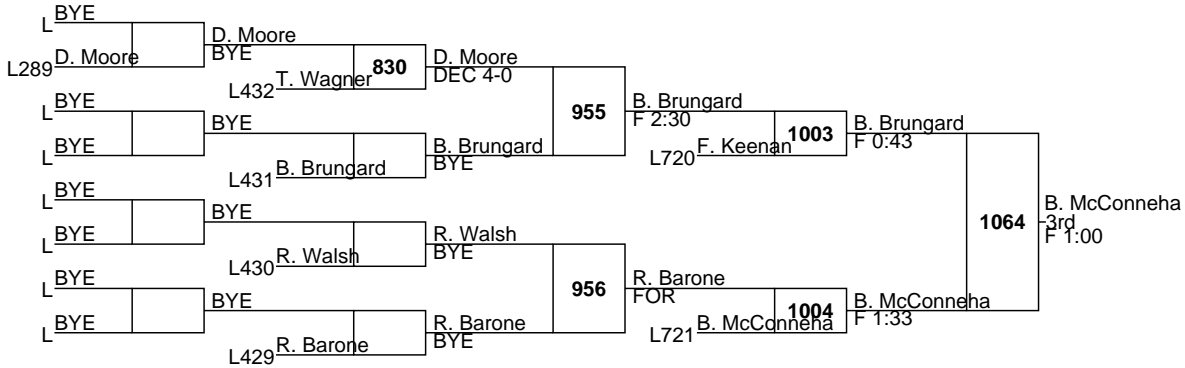 BYE
L
D. Moore
BYE
D. Moore
L289
830
D. Moore
DEC 4-0
T. Wagner
L432
BYE
L
955
B. Brungard
F 2:30
BYE
1003
B. Brungard
F 0:43
BYE
L
B. Brungard
BYE
F. Keenan
L720
B. Brungard
L431
BYE
L
BYE
1064
B. McConneha
3rd
F 1:00
BYE
L
R. Walsh
BYE
R. Walsh
L430
BYE
L
956
R. Barone
FOR
BYE
1004
B. McConneha
F 1:33
BYE
L
R. Barone
BYE
B. McConneha
L721
R. Barone
L429